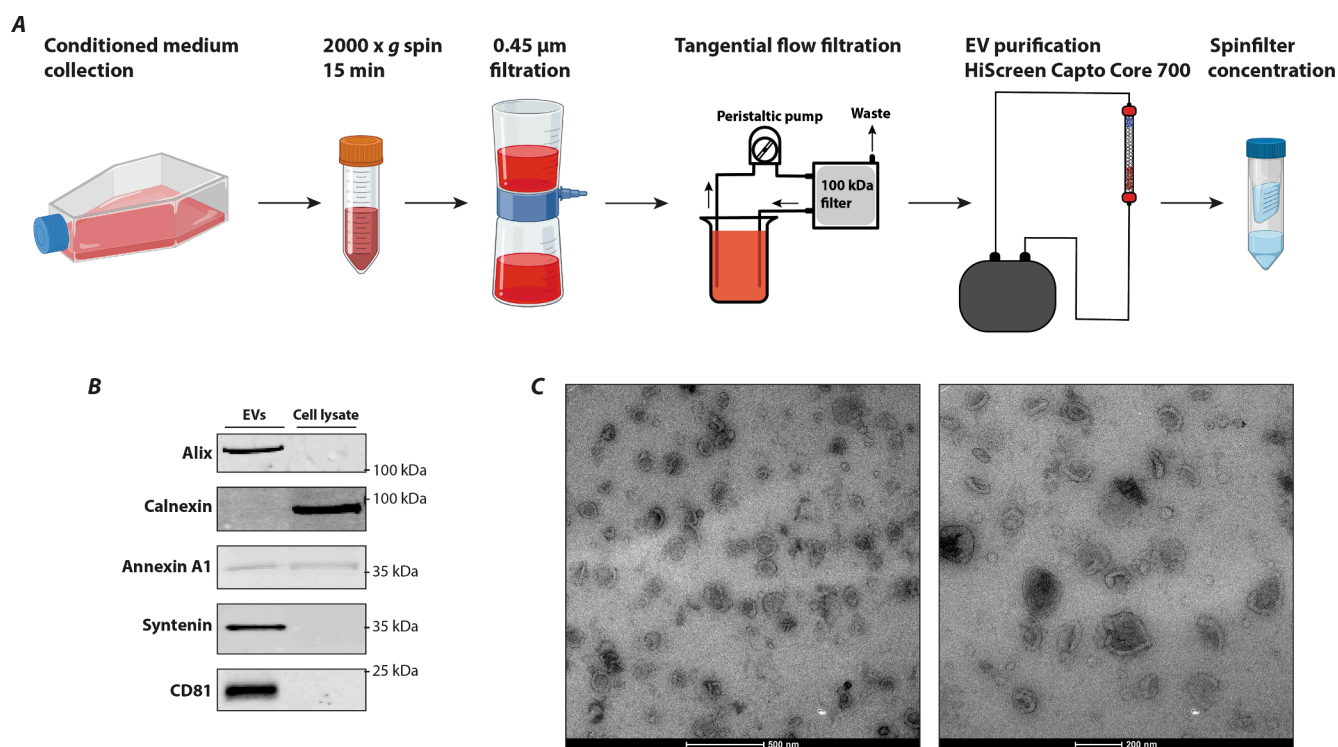 A
Conditioned medium
collection
2000 x g spin
15 min
0.45 µm
filtration
Tangential flow filtration
Peristaltic pump
Waste
100 kDa
filter
EV purification
HiScreen Capto Core 700
Spinfilter
concentration
B
EVs
Cell lysate
Alix
100 kDa
Calnexin
100 kDa
Annexin A1
35 kDa
Syntenin
35 kDa
CD81
25 kDa
C
500 nm
200 nm